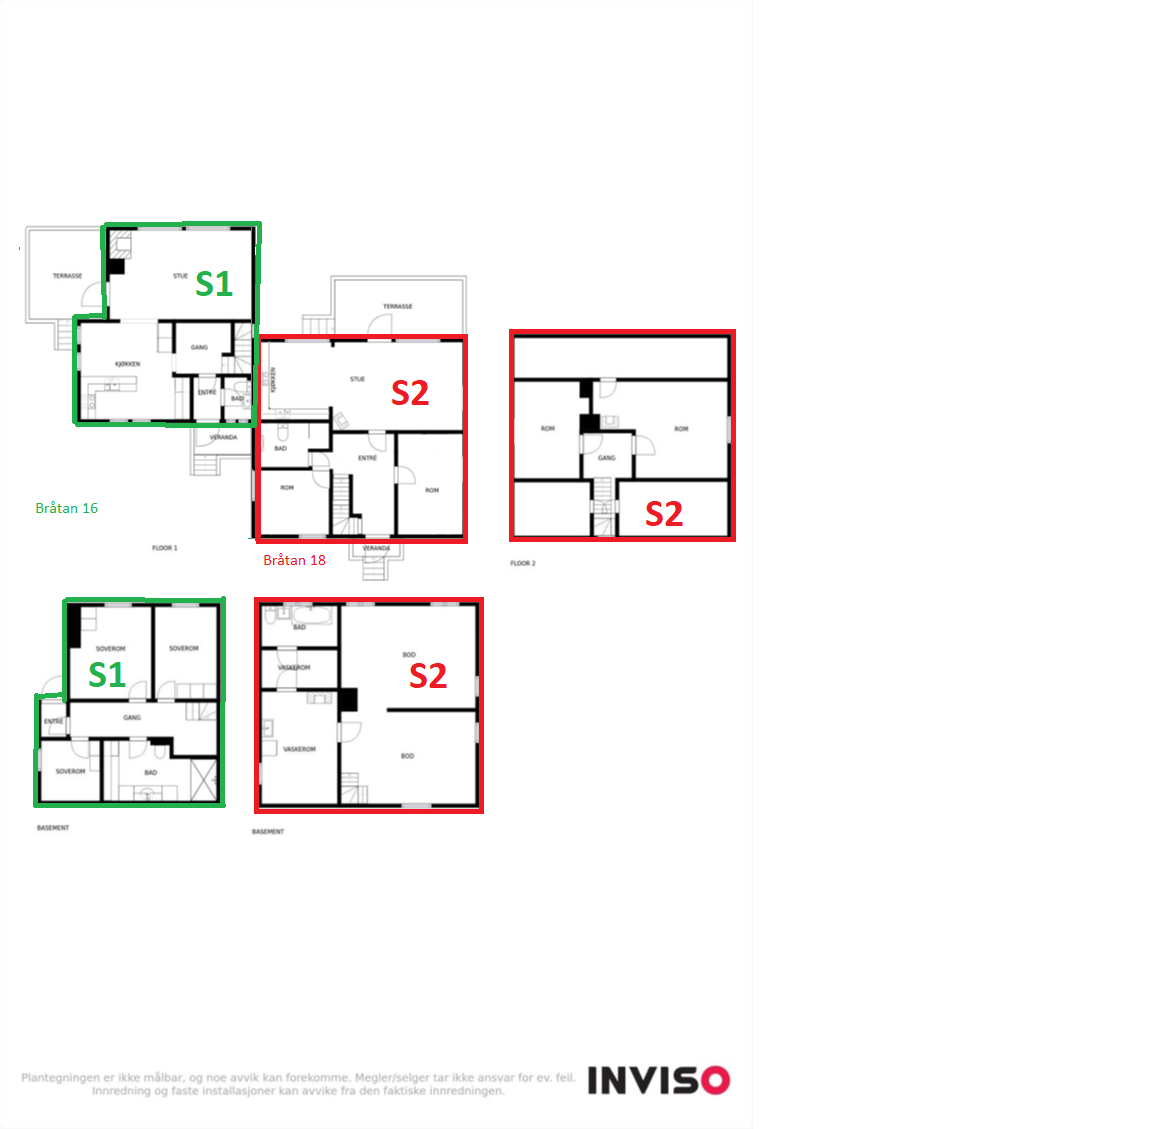 TERRASSE
STUE
S1
TERRASSE
GANG
KJØKKEN
ENTRÉ
BAD
KJØKKEN
STUE
S2
VERANDA
BAD
ENTRÉ
ROM
ROM
VERANDA
ROM
ROM
GANG
S2
Bråtan 16
FLOOR 1
Bråtan 18
FLOOR 2
SOVEROM
SOVEROM
S1
GANG
ENTRÉ
SOVEROM
BAD
BASEMENT
BAD
BOD
VASKEROM
S2
VASKEROM
BOD
BASEMENT
Plantegningen er ikke målbar, og noe avvik kan forekomme. Megler/selger tar ikke ansvar for ev. feil.
Innredning og faste installasjoner kan avvike fra den faktiske innredningen.
INVISO